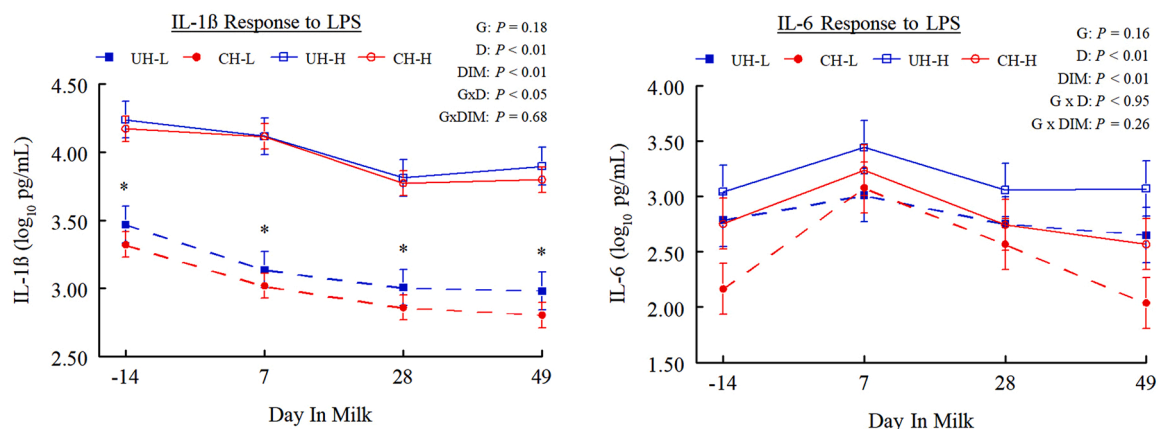 IL-1ß Response to LPS
G: P = 0.18
D: P < 0.01
DIM: P < 0.01
GxD: P < 0.05
GxDIM: P = 0.68
UH-L CH-L UH-H CH-H
4.50
4.00
3.50
3.00
2.50
IL-1ß (log10 pg/mL)
* * * *
-14 7 28 49
Day In Milk
IL-6 Response to LPS
G: P = 0.16
D: P < 0.01
DIM: P < 0.01
G x D: P < 0.95
G x DIM: P = 0.26
UH-L CH-L UH-H CH-H
4.00
3.50
3.00
2.50
2.00
1.50
IL-6 (log10 pg/mL)
-14 7 28 49
Day In Milk